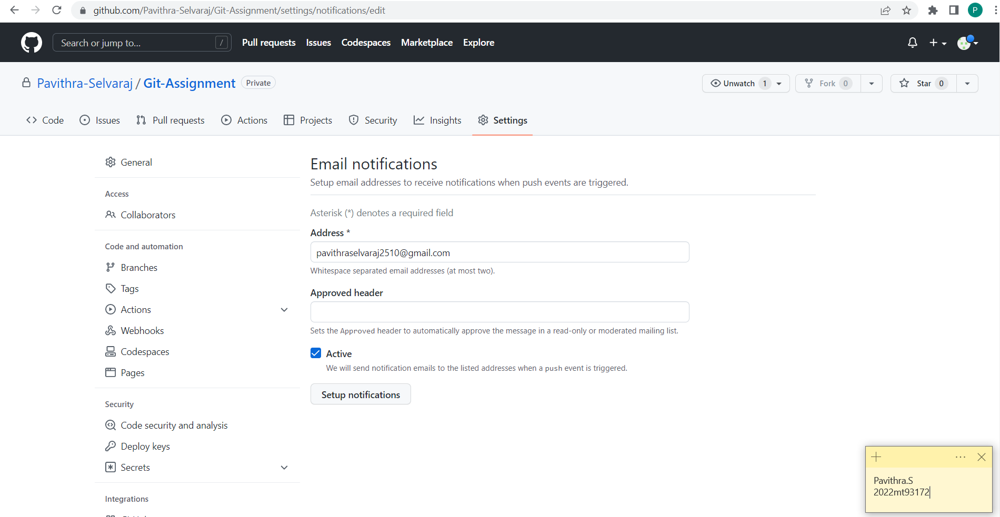 github.com/Pavithra-Selvaraj/Git-Assignment/settings/notifications/edit
P
Search or jump to...
/
Pull requests
Issues
Codespaces
Marketplace
Explore
Pavithra-Selvaraj / Git-Assignment
Private
Unwatch 1
Fork 0
Star 0
Code
Issues
Pull requests
Actions
Projects
Security
Insights
Settings
General
Access
Collaborators
Code and automation
Branches
Tags
Actions
Webhooks
Codespaces
Pages
Security
Code security and analysis
Deploy keys
Secrets
Integrations
Email notifications
Setup email addresses to receive notifications when push events are triggered.
Asterisk (*) denotes a required field
Address *
pavithraselvaraj2510@gmail.com
Whitespace separated email addresses (at most two).
Approved header
Sets the Approved header to automatically approve the message in a read-only or moderated mailing list.
Active
We will send notification emails to the listed addresses when a push event is triggered.
Setup notifications
Pavithra.S
2022mt93172